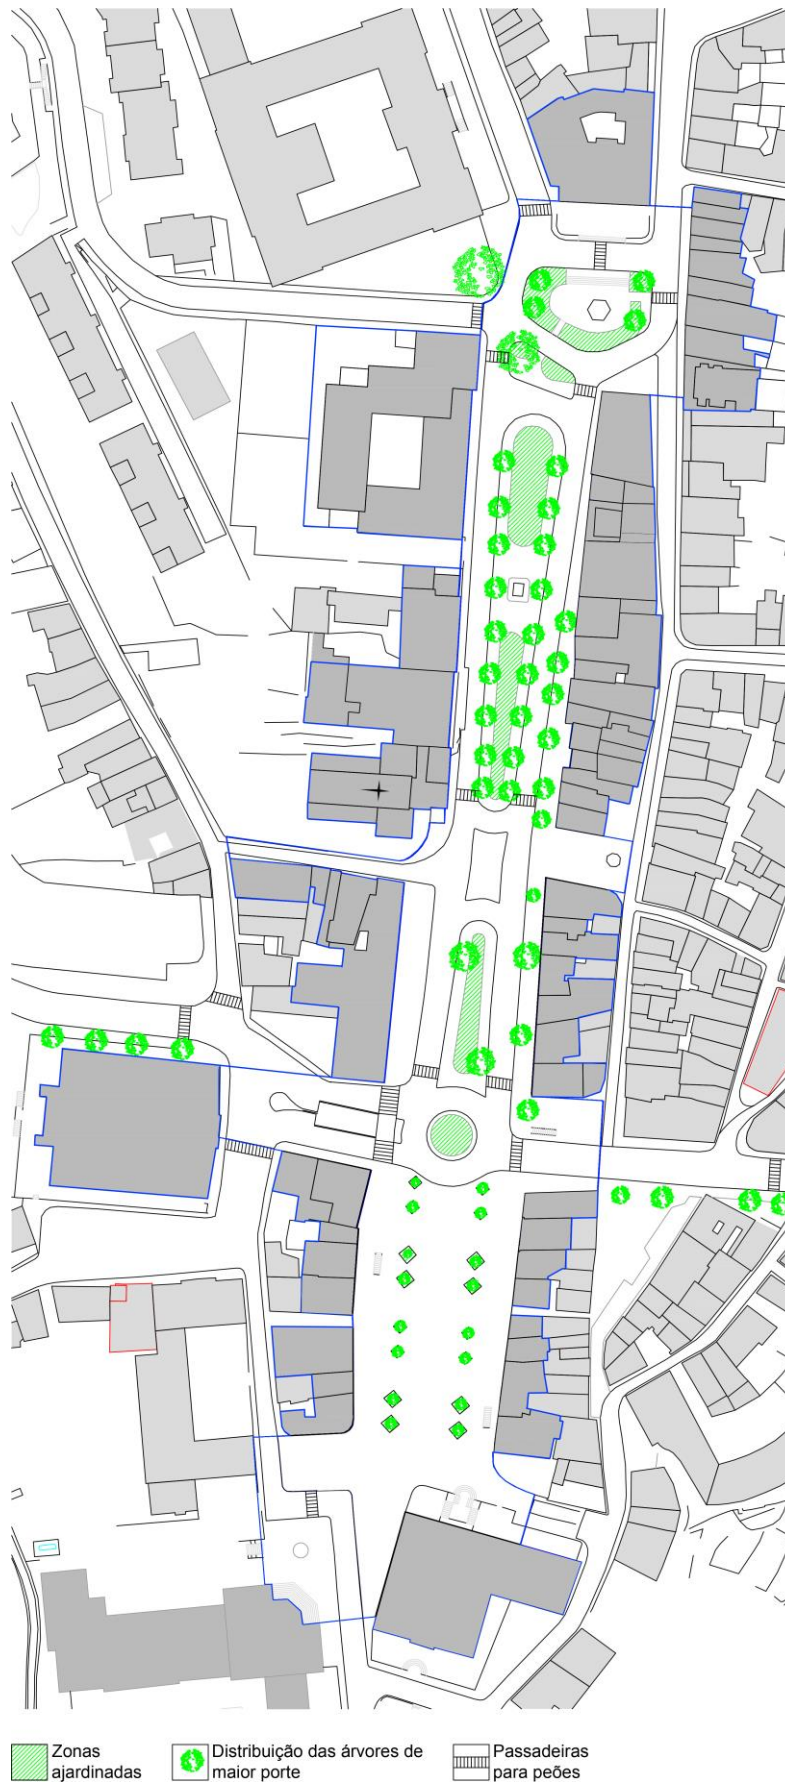 Zonas
ajardinadas
Distribuição das árvores de
maior porte
Passadeiras
para peões